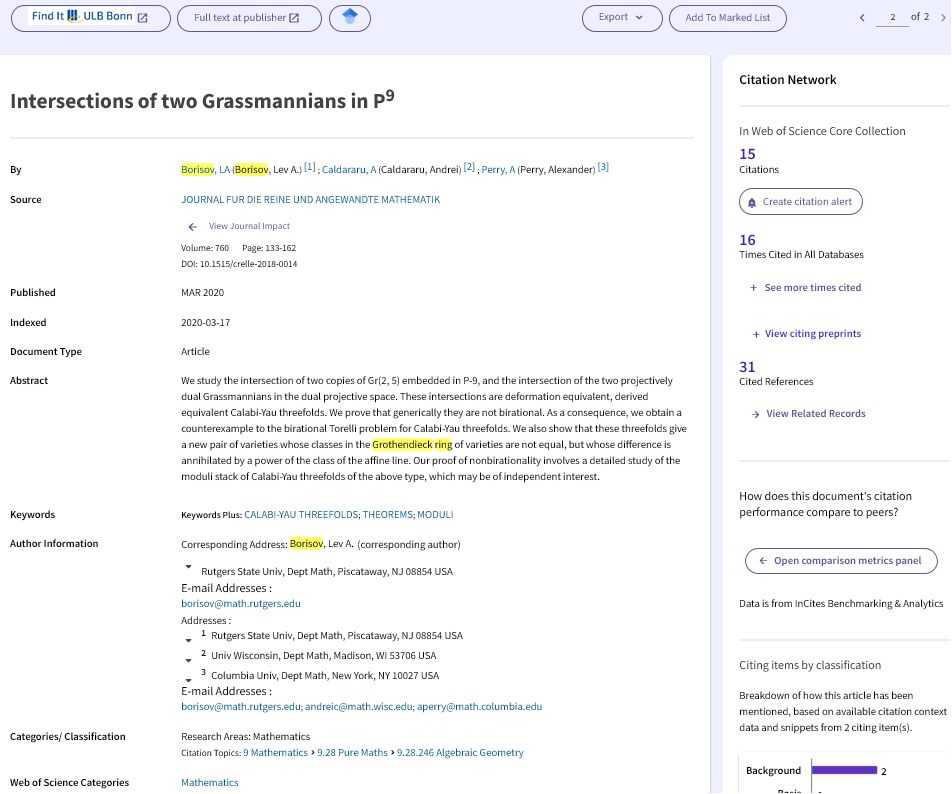 Find It ULB Bonn
Full text at publisher
Export
Add To Marked List
2 of 2
Intersections of two Grassmannians in P9
By
Borisov, LA (Borisov, Lev A.) [1] ; Caldararu, A (Caldararu, Andrei) [2] ; Perry, A (Perry, Alexander) [3]
Source
JOURNAL FUR DIE REINE UND ANGEWANDTE MATHEMATIK
View Journal Impact
Volume: 760 Page: 133-162
DOI: 10.1515/crelle-2018-0014
Published
MAR 2020
Indexed
2020-03-17
Document Type
Article
Abstract
We study the intersection of two copies of Gr(2, 5) embedded in P-9, and the intersection of the two projectively
dual Grassmannians in the dual projective space. These intersections are deformation equivalent, derived
equivalent Calabi-Yau threefolds. We prove that generically they are not birational. As a consequence, we obtain a
counterexample to the birational Torelli problem for Calabi-Yau threefolds. We also show that these threefolds give
a new pair of varieties whose classes in the Grothendieck ring of varieties are not equal, but whose difference is
annihilated by a power of the class of the affine line. Our proof of nonbirationality involves a detailed study of the
moduli stack of Calabi-Yau threefolds of the above type, which may be of independent interest.
Keywords
Keywords Plus: CALABI-YAU THREEFOLDS; THEOREMS; MODULI
Author Information
Corresponding Address: Borisov, Lev A. (corresponding author)
Rutgers State Univ, Dept Math, Piscataway, NJ 08854 USA
E-mail Addresses :
borisov@math.rutgers.edu
Addresses :
1 Rutgers State Univ, Dept Math, Piscataway, NJ 08854 USA
2 Univ Wisconsin, Dept Math, Madison, WI 53706 USA
3 Columbia Univ, Dept Math, New York, NY 10027 USA
E-mail Addresses :
borisov@math.rutgers.edu; andreic@math.wisc.edu; aperry@math.columbia.edu
Categories/ Classification
Research Areas: Mathematics
Citation Topics: 9 Mathematics > 9.28 Pure Maths > 9.28.246 Algebraic Geometry
Web of Science Categories
Mathematics
Citation Network
In Web of Science Core Collection
15
Citations
Create citation alert
16
Times Cited in All Databases
+ See more times cited
+ View citing preprints
31
Cited References
View Related Records
How does this document's citation
performance compare to peers?
Open comparison metrics panel
Data is from InCites Benchmarking & Analytics
Citing items by classification
Breakdown of how this article has been
mentioned, based on available citation context
data and snippets from 2 citing item(s).
Background 2